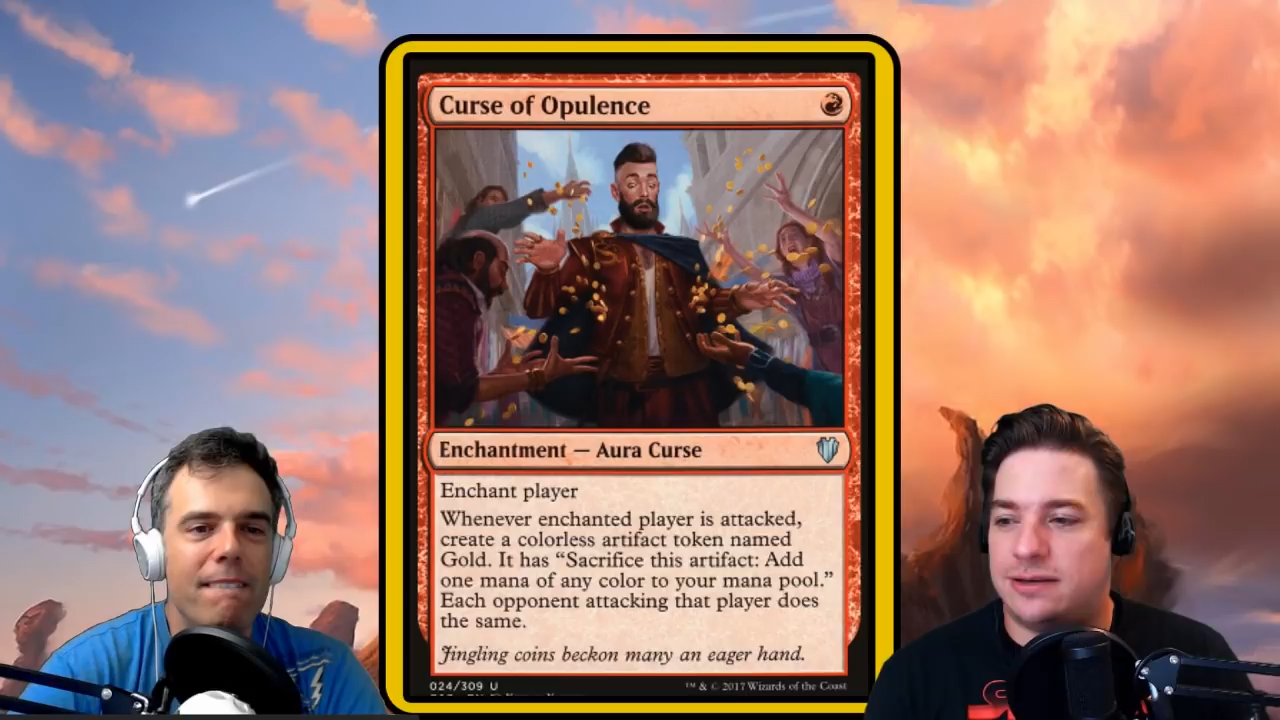 Curse of Opulence
Enchantment — Aura Curse
Enchant player
Whenever enchanted player is attacked,
create a colorless artifact token named
Gold. It has “Sacrifice this artifact: Add
one mana of any color to your mana pool.”
Each opponent attacking that player does
the same.
Jingling coins beckon many an eager hand.
024/309 U
™ & © 2017 Wizards of the Coast